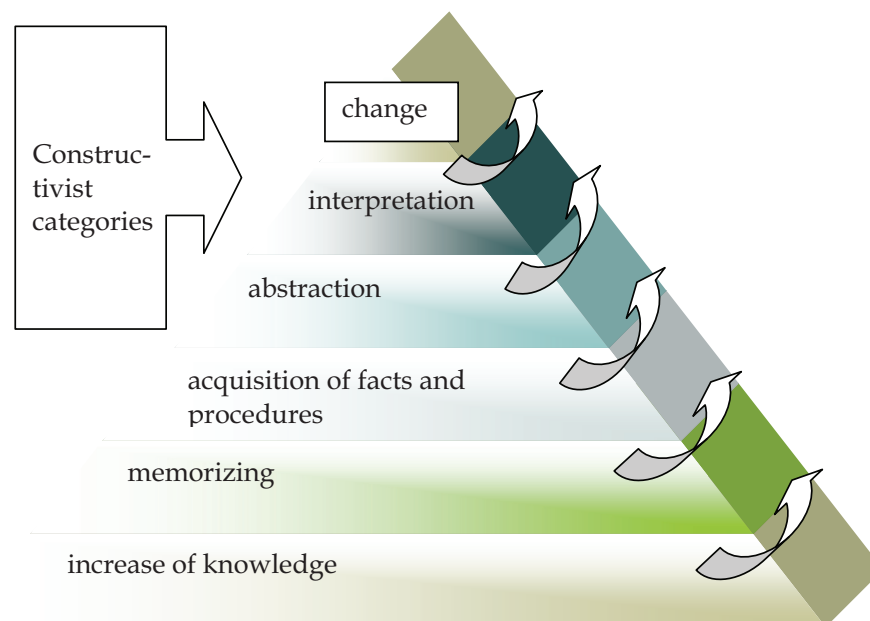 change
Construc-
tivist
categories
interpretation
abstraction
acquisition of facts and
procedures
memorizing
increase of knowledge